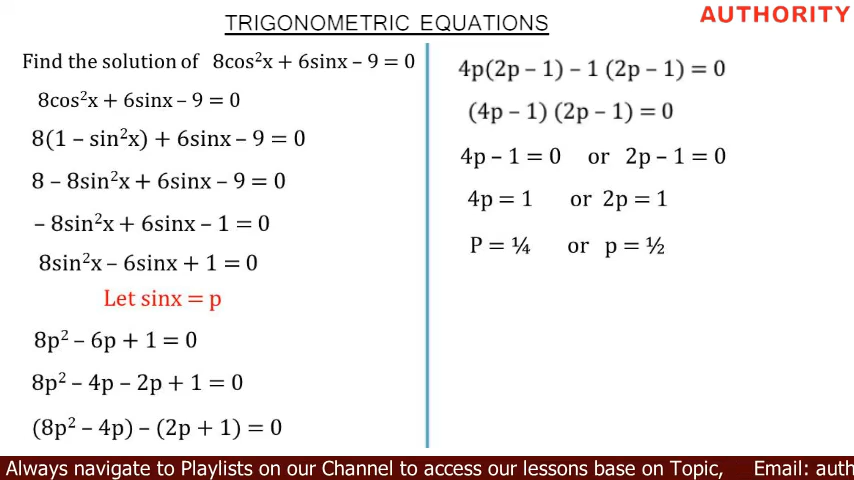 AUTHORITY
TRIGONOMETRIC EQUATIONS
Find the solution of 8cos²x + 6sinx – 9 = 0
8cos²x + 6sinx – 9 = 0
8(1 – sin²x) + 6sinx – 9 = 0
8 – 8sin²x + 6sinx – 9 = 0
– 8sin²x + 6sinx – 1 = 0
8sin²x – 6sinx + 1 = 0
Let sinx = p
8p² – 6p + 1 = 0
8p² – 4p – 2p + 1 = 0
(8p² – 4p) – (2p + 1) = 0
4p(2p – 1) – 1 (2p – 1) = 0
(4p – 1) (2p – 1) = 0
4p – 1 = 0 or 2p – 1 = 0
4p = 1 or 2p = 1
P = ¼ or p = ½
Always navigate to Playlists on our Channel to access our lessons base on Topic, Email: auth